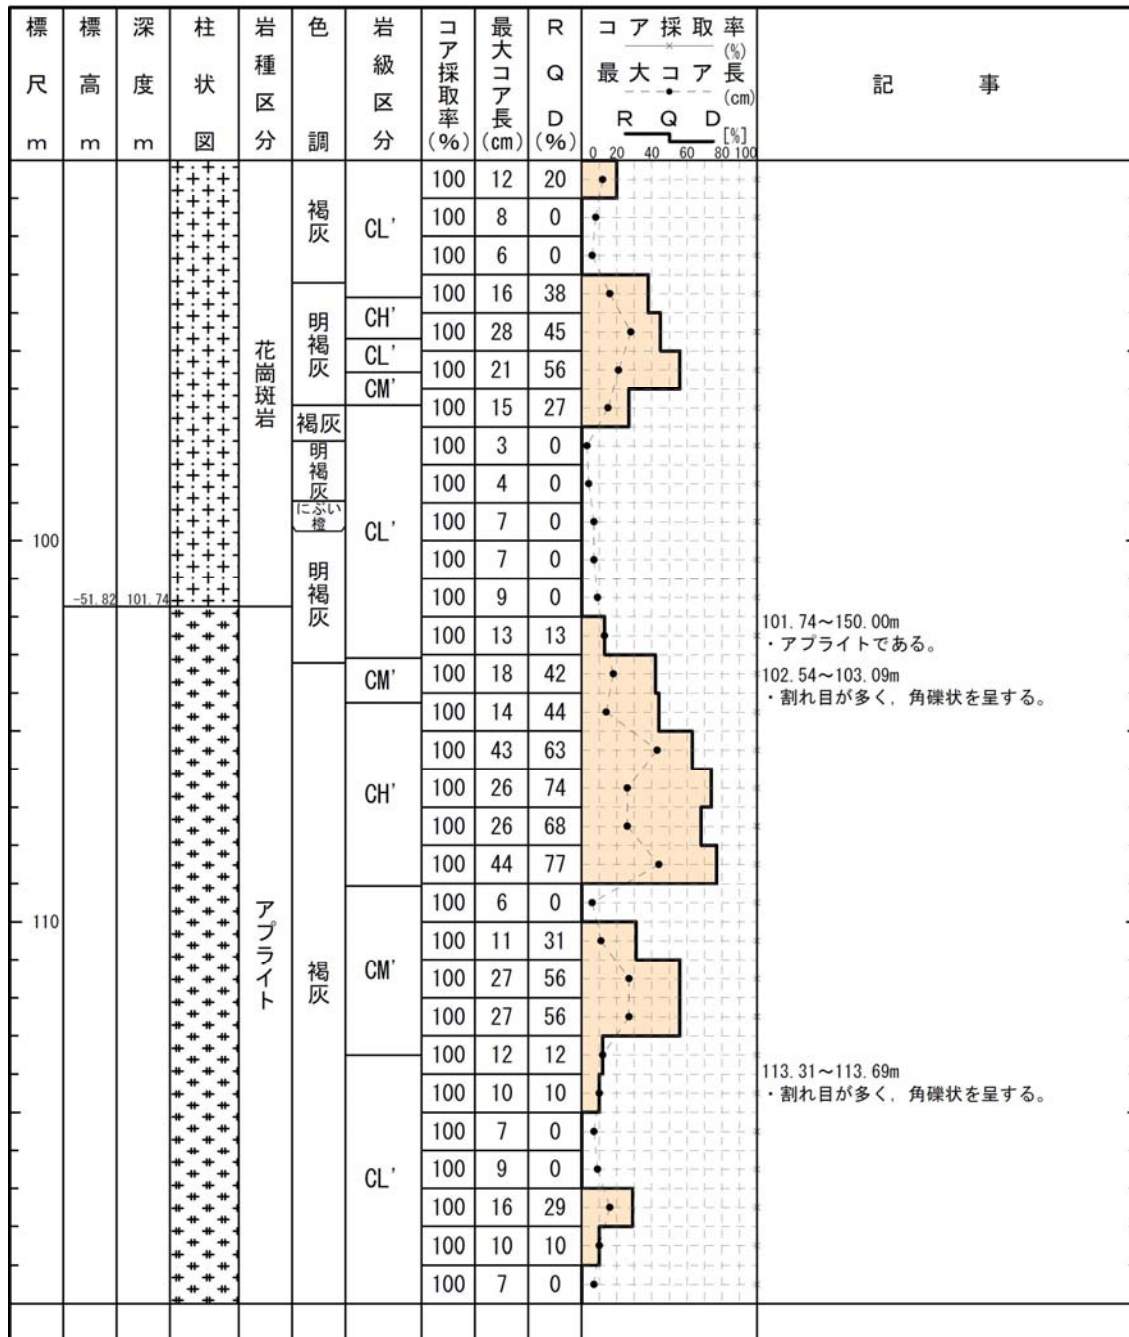 標尺m
標高m
深度m
柱状図
岩種区分
色調
岩級区分
コア採取率(%)
最大コア長(cm)
RQD(%)
コア採取率(%)
最大コア長(cm)
RQD[%]
0 20 40 60 80 100
記事
100
110
-51.82 101.74
花崗斑岩
アプライト
褐灰
明褐灰
褐灰
明褐灰
にぶい橙
明褐灰
褐灰
CL'
CH'
CL'
CM'
CL'
CM'
CH'
CM'
CL'
100 12 20
100 8 0
100 6 0
100 16 38
100 28 45
100 21 56
100 15 27
100 3 0
100 4 0
100 7 0
100 7 0
100 9 0
100 13 13
100 18 42
100 14 44
100 43 63
100 26 74
100 26 68
100 44 77
100 6 0
100 11 31
100 27 56
100 27 56
100 12 12
100 10 10
100 7 0
100 9 0
100 16 29
100 10 10
100 7 0
101.74～150.00m
・アプライトである。
102.54～103.09m
・割れ目が多く，角礫状を呈する。
113.31～113.69m
・割れ目が多く，角礫状を呈する。